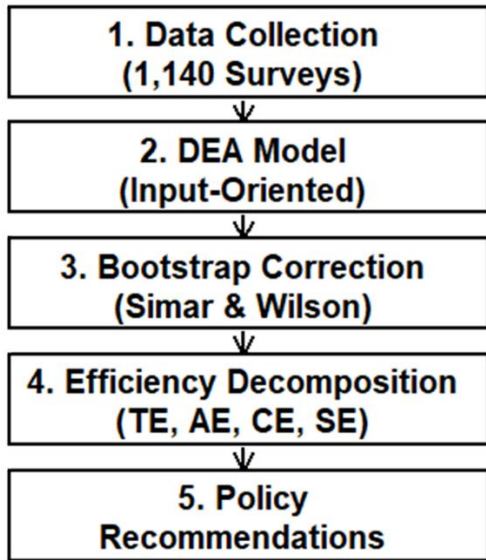 1. Data Collection
(1,140 Surveys)
2. DEA Model
(Input-Oriented)
3. Bootstrap Correction
(Simar & Wilson)
4. Efficiency Decomposition
(TE, AE, CE, SE)
5. Policy
Recommendations